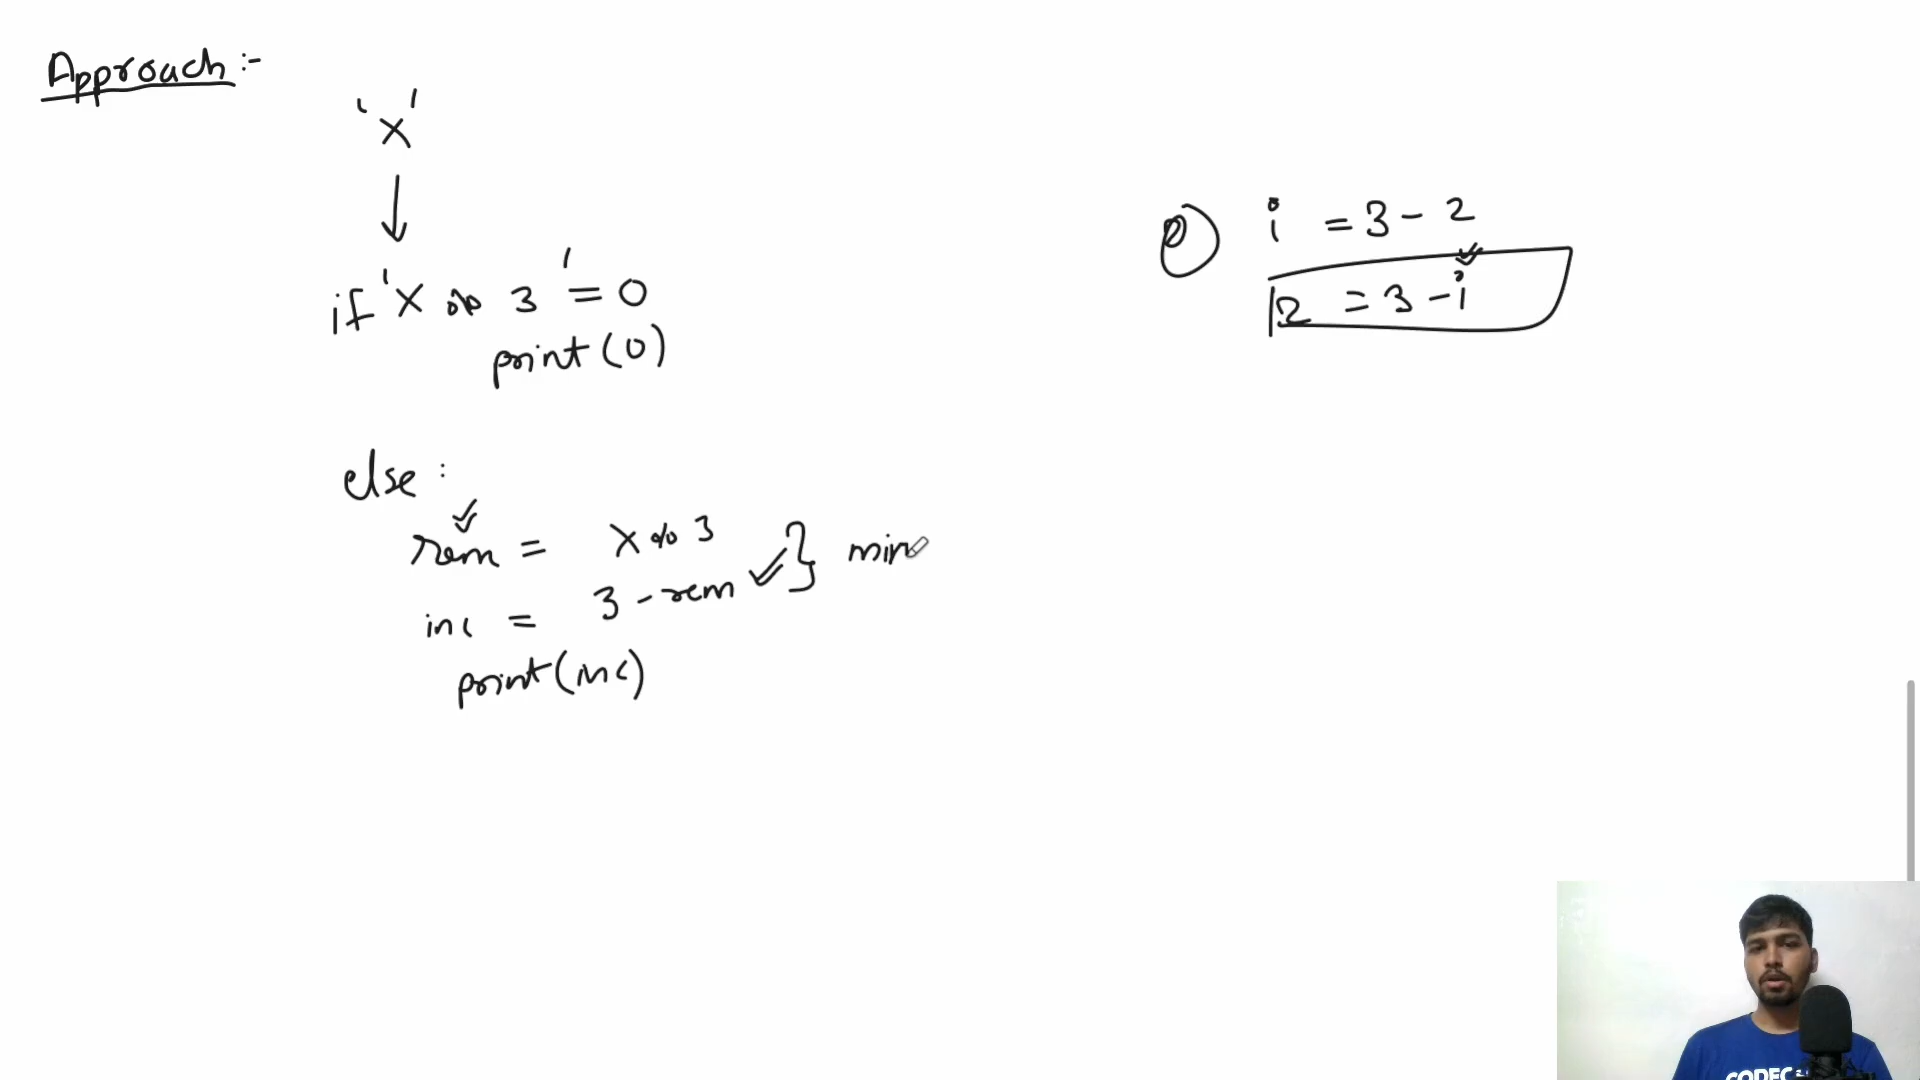 Approach :-
'x'
if 'x % 3' = 0
print(0)
else :
rem = x % 3
inc = 3 - rem } min
print(inc)
i = 3 - 2
2 = 3 - i
CODEC